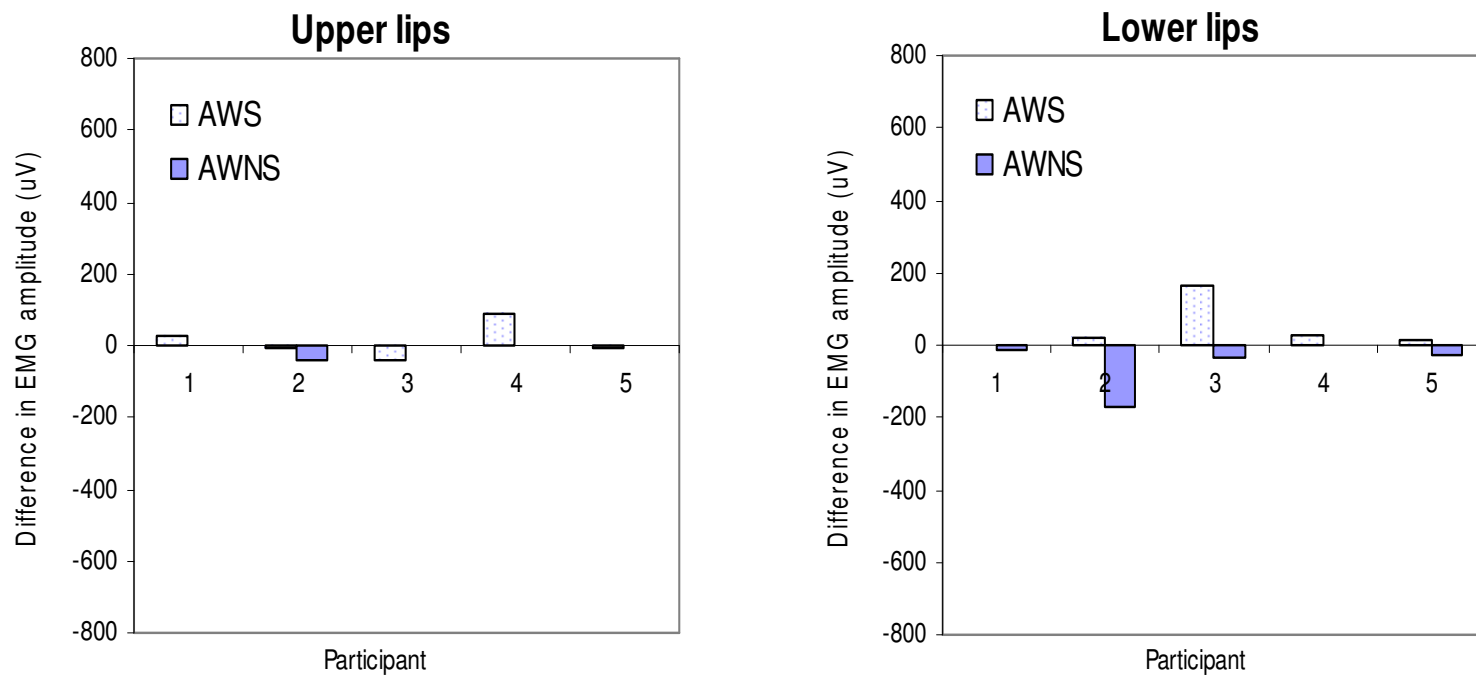 Upper lips
800
600
400
200
0
-200
-400
-600
-800
Difference in EMG amplitude (uV)
AWS
AWNS
1 2 3 4 5
Participant
Lower lips
800
600
400
200
0
-200
-400
-600
-800
Difference in EMG amplitude (uV)
AWS
AWNS
1 2 3 4 5
Participant